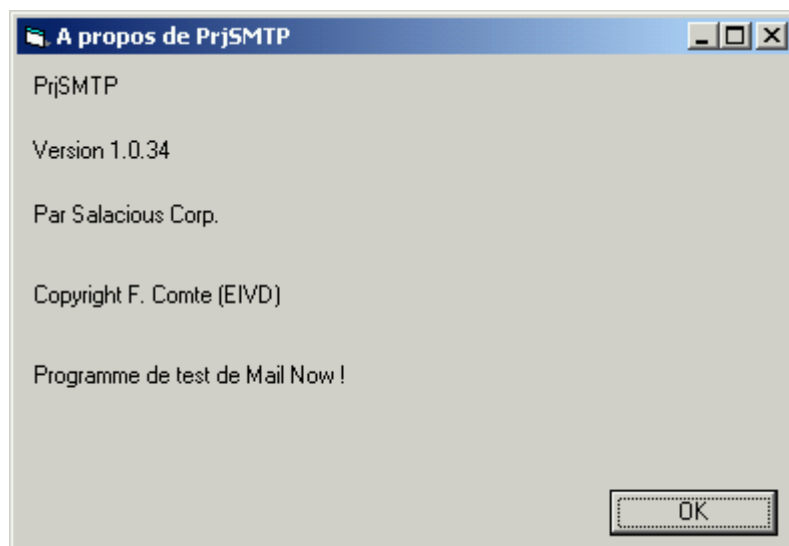 A propos de PrjSMTP
PrjSMTP
Version 1.0.34
Par Salacious Corp.
Copyright F. Comte (EIVD)
Programme de test de Mail Now !
OK